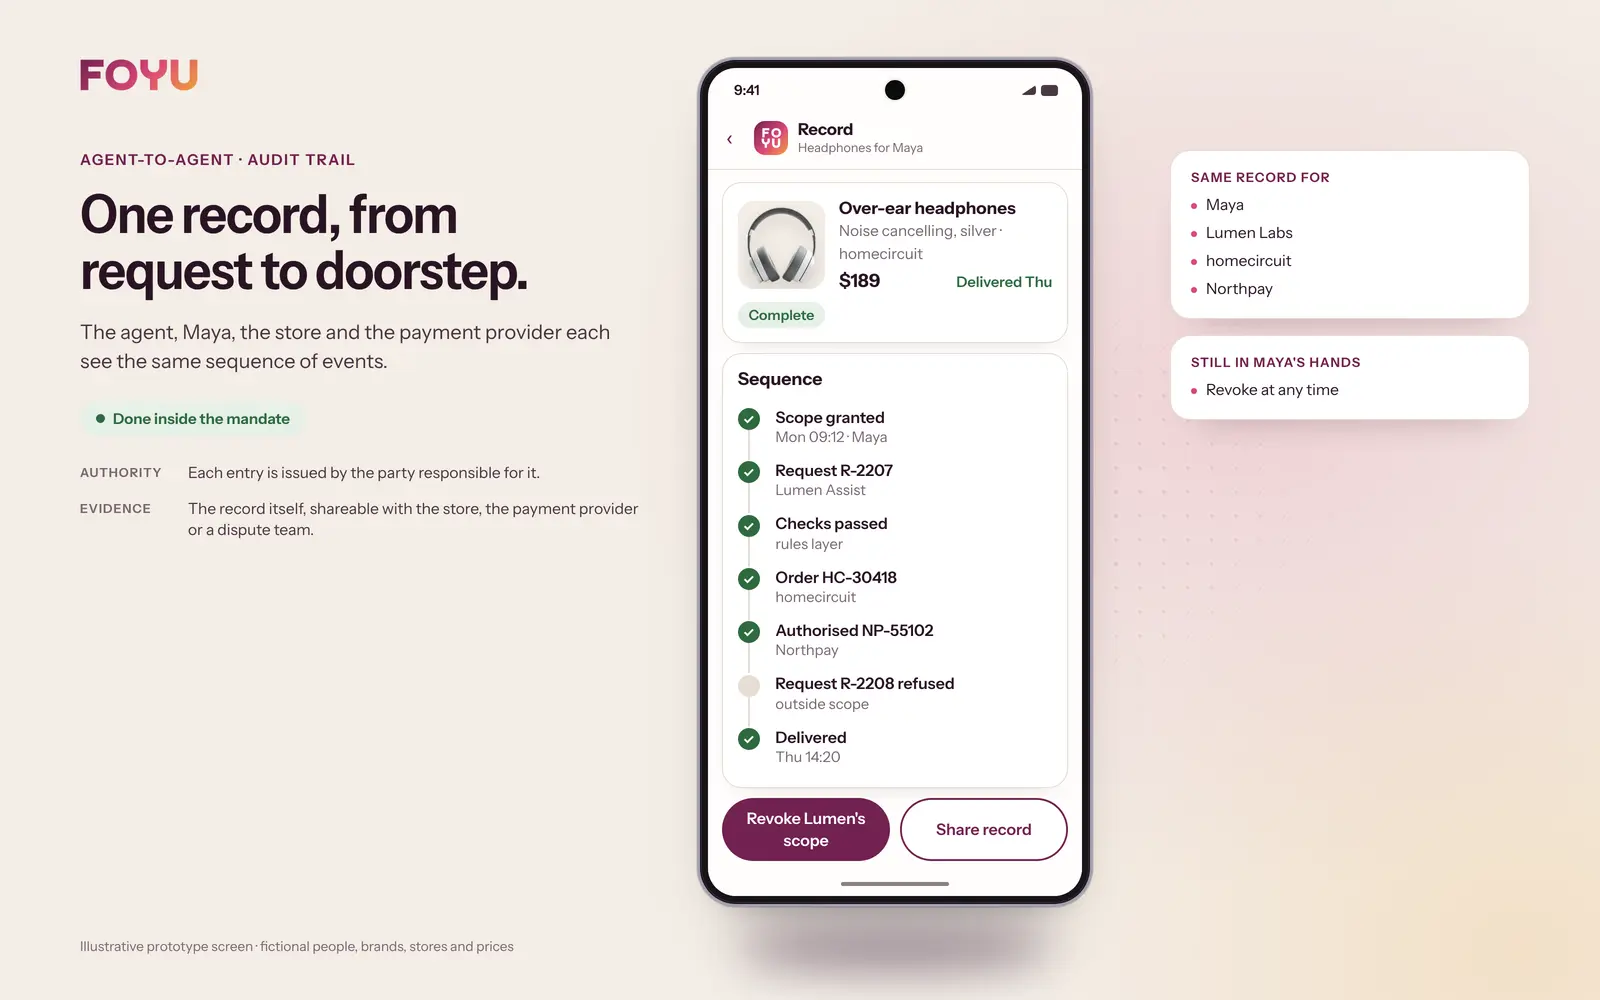 FOYU
AGENT-TO-AGENT · AUDIT TRAIL
One record, from
request to doorstep.
The agent, Maya, the store and the payment provider each
see the same sequence of events.
Done inside the mandate
AUTHORITY Each entry is issued by the party responsible for it.
EVIDENCE The record itself, shareable with the store, the payment provider
or a dispute team.
Illustrative prototype screen · fictional people, brands, stores and prices
9:41
‹
FO
YU
Record
Headphones for Maya
Over-ear headphones
Noise cancelling, silver ·
homecircuit
$189 Delivered Thu
Complete
Sequence
Scope granted
Mon 09:12 · Maya
Request R-2207
Lumen Assist
Checks passed
rules layer
Order HC-30418
homecircuit
Authorised NP-55102
Northpay
Request R-2208 refused
outside scope
Delivered
Thu 14:20
Revoke Lumen's
scope
Share record
SAME RECORD FOR
Maya
Lumen Labs
homecircuit
Northpay
STILL IN MAYA'S HANDS
Revoke at any time